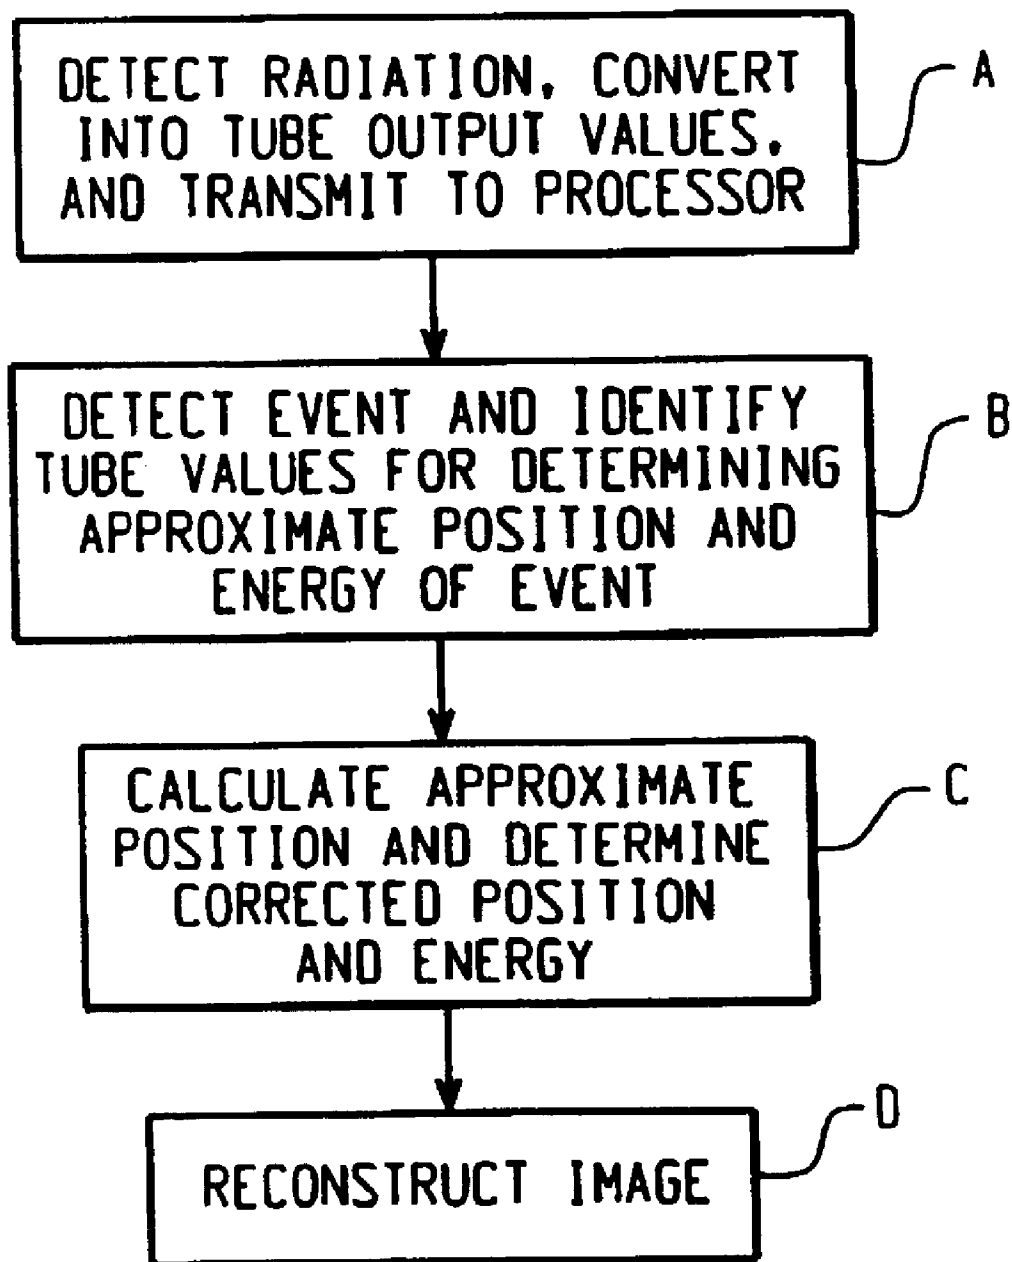 DETECT RADIATION, CONVERT
INTO TUBE OUTPUT VALUES,
AND TRANSMIT TO PROCESSOR
A
DETECT EVENT AND IDENTIFY
TUBE VALUES FOR DETERMINING
APPROXIMATE POSITION AND
ENERGY OF EVENT
B
CALCULATE APPROXIMATE
POSITION AND DETERMINE
CORRECTED POSITION
AND ENERGY
C
RECONSTRUCT IMAGE
D